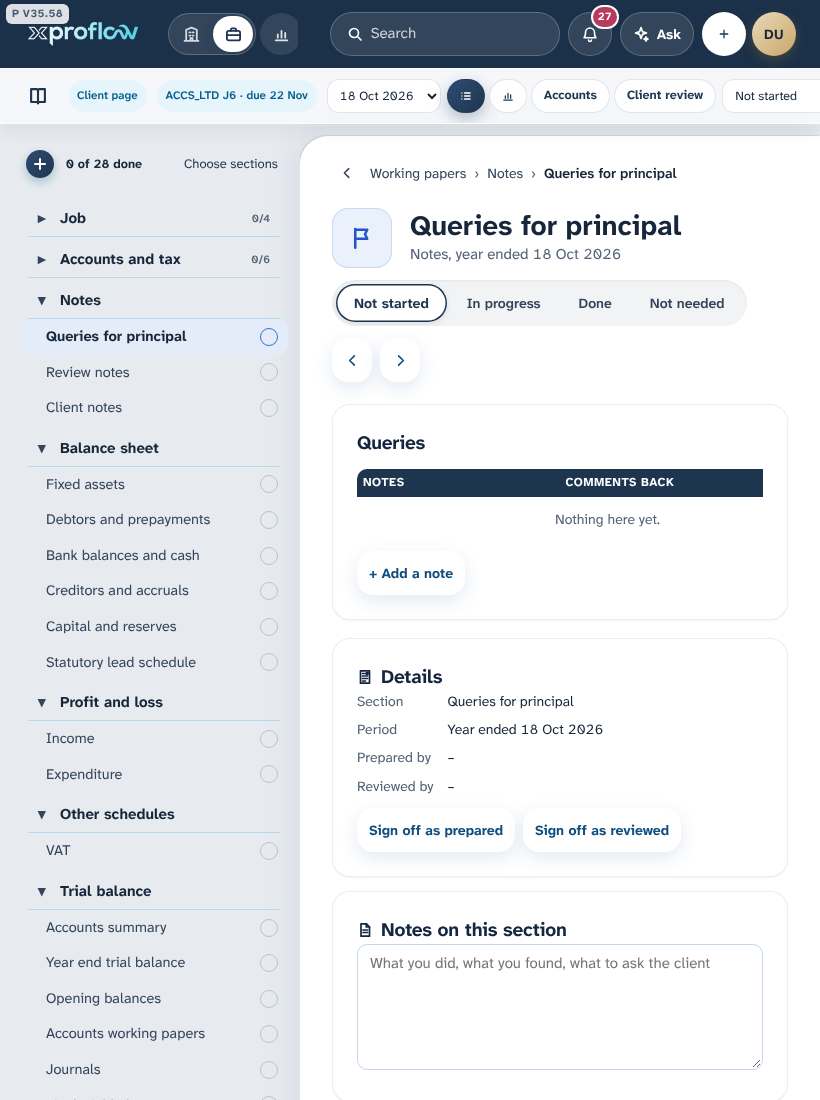 P V35.58
xproflow
Search
27
Ask
+
DU
Client page
ACCS_LTD J6 · due 22 Nov
18 Oct 2026
Accounts
Client review
Not started
+
0 of 28 done
Choose sections
▶ Job 0/4
▶ Accounts and tax 0/6
▼ Notes
Queries for principal
Review notes
Client notes
▼ Balance sheet
Fixed assets
Debtors and prepayments
Bank balances and cash
Creditors and accruals
Capital and reserves
Statutory lead schedule
▼ Profit and loss
Income
Expenditure
▼ Other schedules
VAT
▼ Trial balance
Accounts summary
Year end trial balance
Opening balances
Accounts working papers
Journals
Working papers › Notes › Queries for principal
Queries for principal
Notes, year ended 18 Oct 2026
Not started In progress Done Not needed
Queries
NOTES COMMENTS BACK
Nothing here yet.
+ Add a note
Details
Section Queries for principal
Period Year ended 18 Oct 2026
Prepared by –
Reviewed by –
Sign off as prepared Sign off as reviewed
Notes on this section
What you did, what you found, what to ask the client